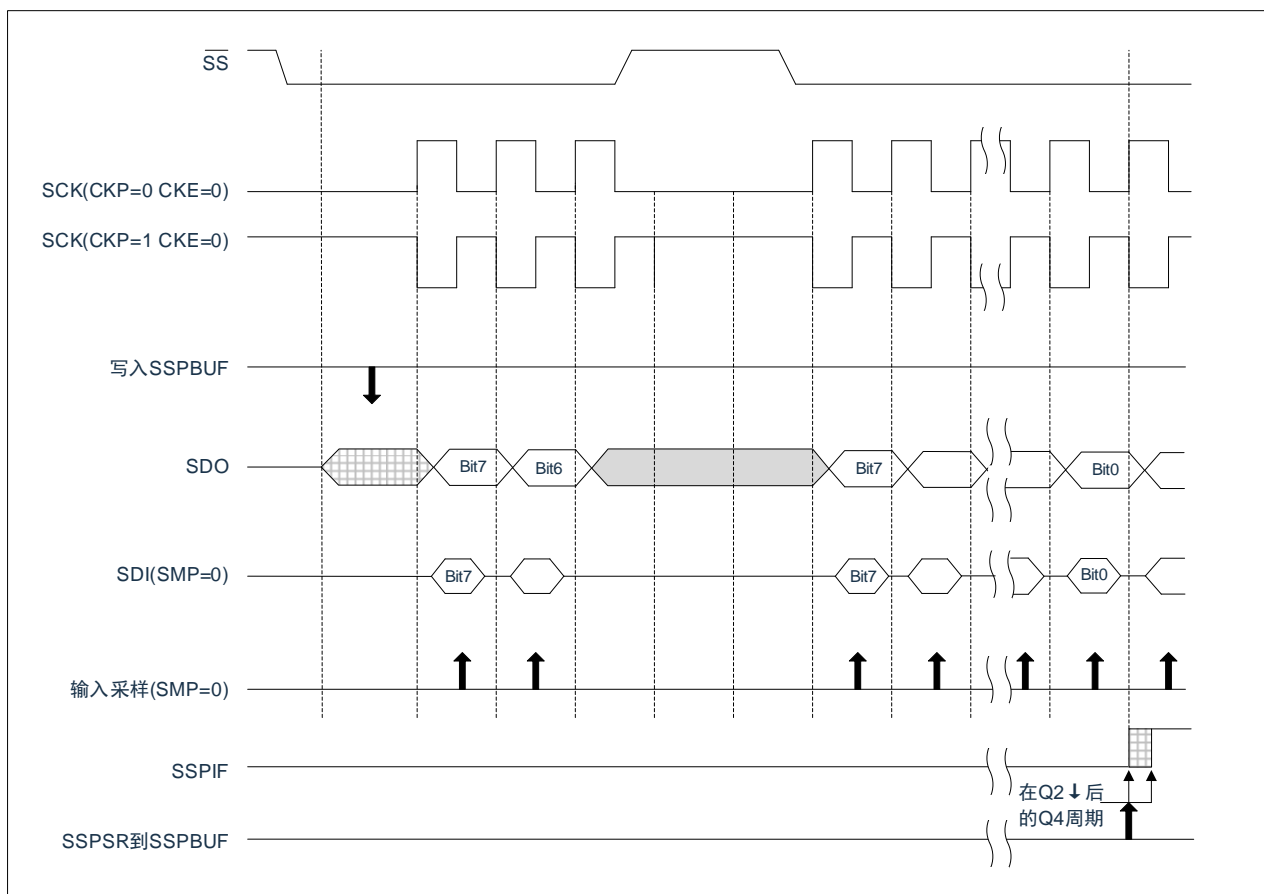 SS
SCK(CKP=0 CKE=0)
SCK(CKP=1 CKE=0)
写入SSPBUF
SDO
Bit7
Bit6
Bit7
Bit0
SDI(SMP=0)
Bit7
Bit7
Bit0
输入采样(SMP=0)
SSPIF
在Q2↓后
的Q4周期
SSPSR到SSPBUF